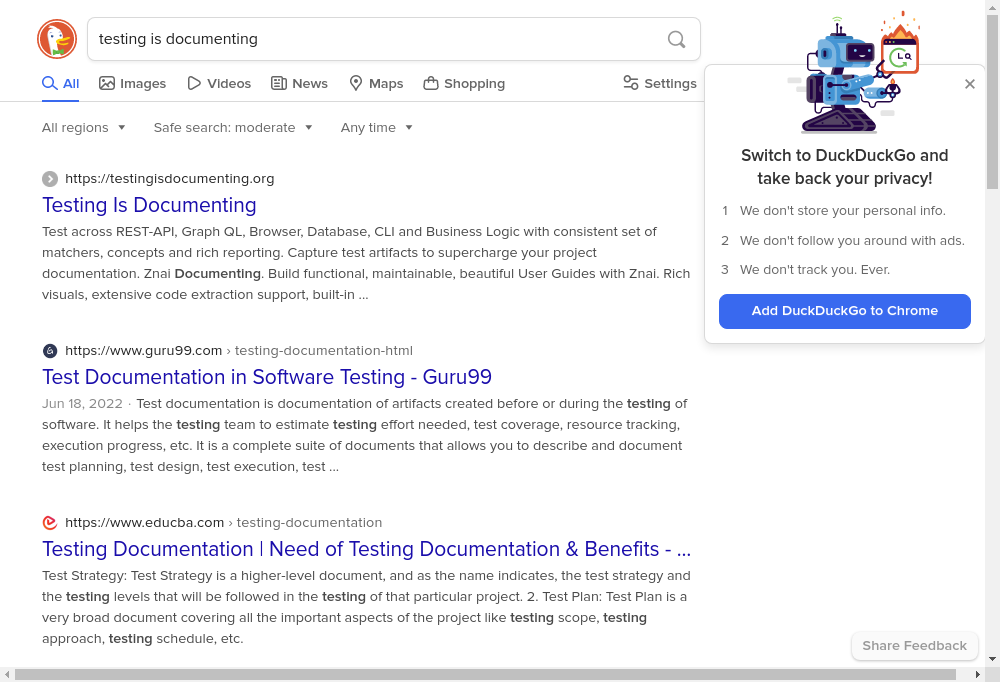 testing is documenting
All
Images
Videos
News
Maps
Shopping
Settings
All regions
Safe search: moderate
Any time
https://testingisdocumenting.org
Testing Is Documenting
Test across REST-API, Graph QL, Browser, Database, CLI and Business Logic with consistent set of
matchers, concepts and rich reporting. Capture test artifacts to supercharge your project
documentation. Znai Documenting. Build functional, maintainable, beautiful User Guides with Znai. Rich
visuals, extensive code extraction support, built-in ...
https://www.guru99.com › testing-documentation-html
Test Documentation in Software Testing - Guru99
Jun 18, 2022 · Test documentation is documentation of artifacts created before or during the testing of
software. It helps the testing team to estimate testing effort needed, test coverage, resource tracking,
execution progress, etc. It is a complete suite of documents that allows you to describe and document
test planning, test design, test execution, test ...
https://www.educba.com › testing-documentation
Testing Documentation | Need of Testing Documentation & Benefits - ...
Test Strategy: Test Strategy is a higher-level document, and as the name indicates, the test strategy and
the testing levels that will be followed in the testing of that particular project. 2. Test Plan: Test Plan is a
very broad document covering all the important aspects of the project like testing scope, testing
approach, testing schedule, etc.
Switch to DuckDuckGo and
take back your privacy!
1 We don't store your personal info.
2 We don't follow you around with ads.
3 We don't track you. Ever.
Add DuckDuckGo to Chrome
Share Feedback